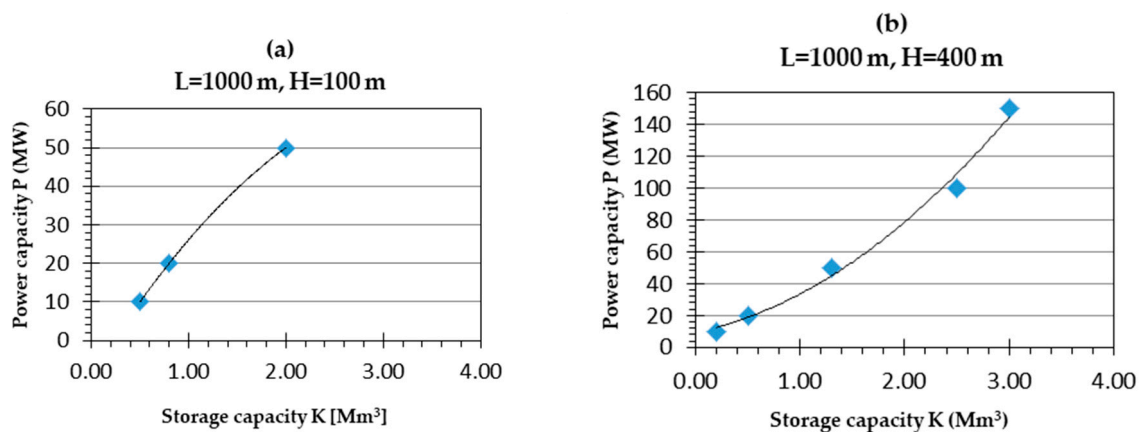 (a)
L=1000 m, H=100 m
Power capacity P (MW)
60
50
40
30
20
10
0
0.00 1.00 2.00 3.00 4.00
Storage capacity K [Mm³]
(b)
L=1000 m, H=400 m
Power capacity P (MW)
160
140
120
100
80
60
40
20
0
0.00 1.00 2.00 3.00 4.00
Storage capacity K (Mm³)